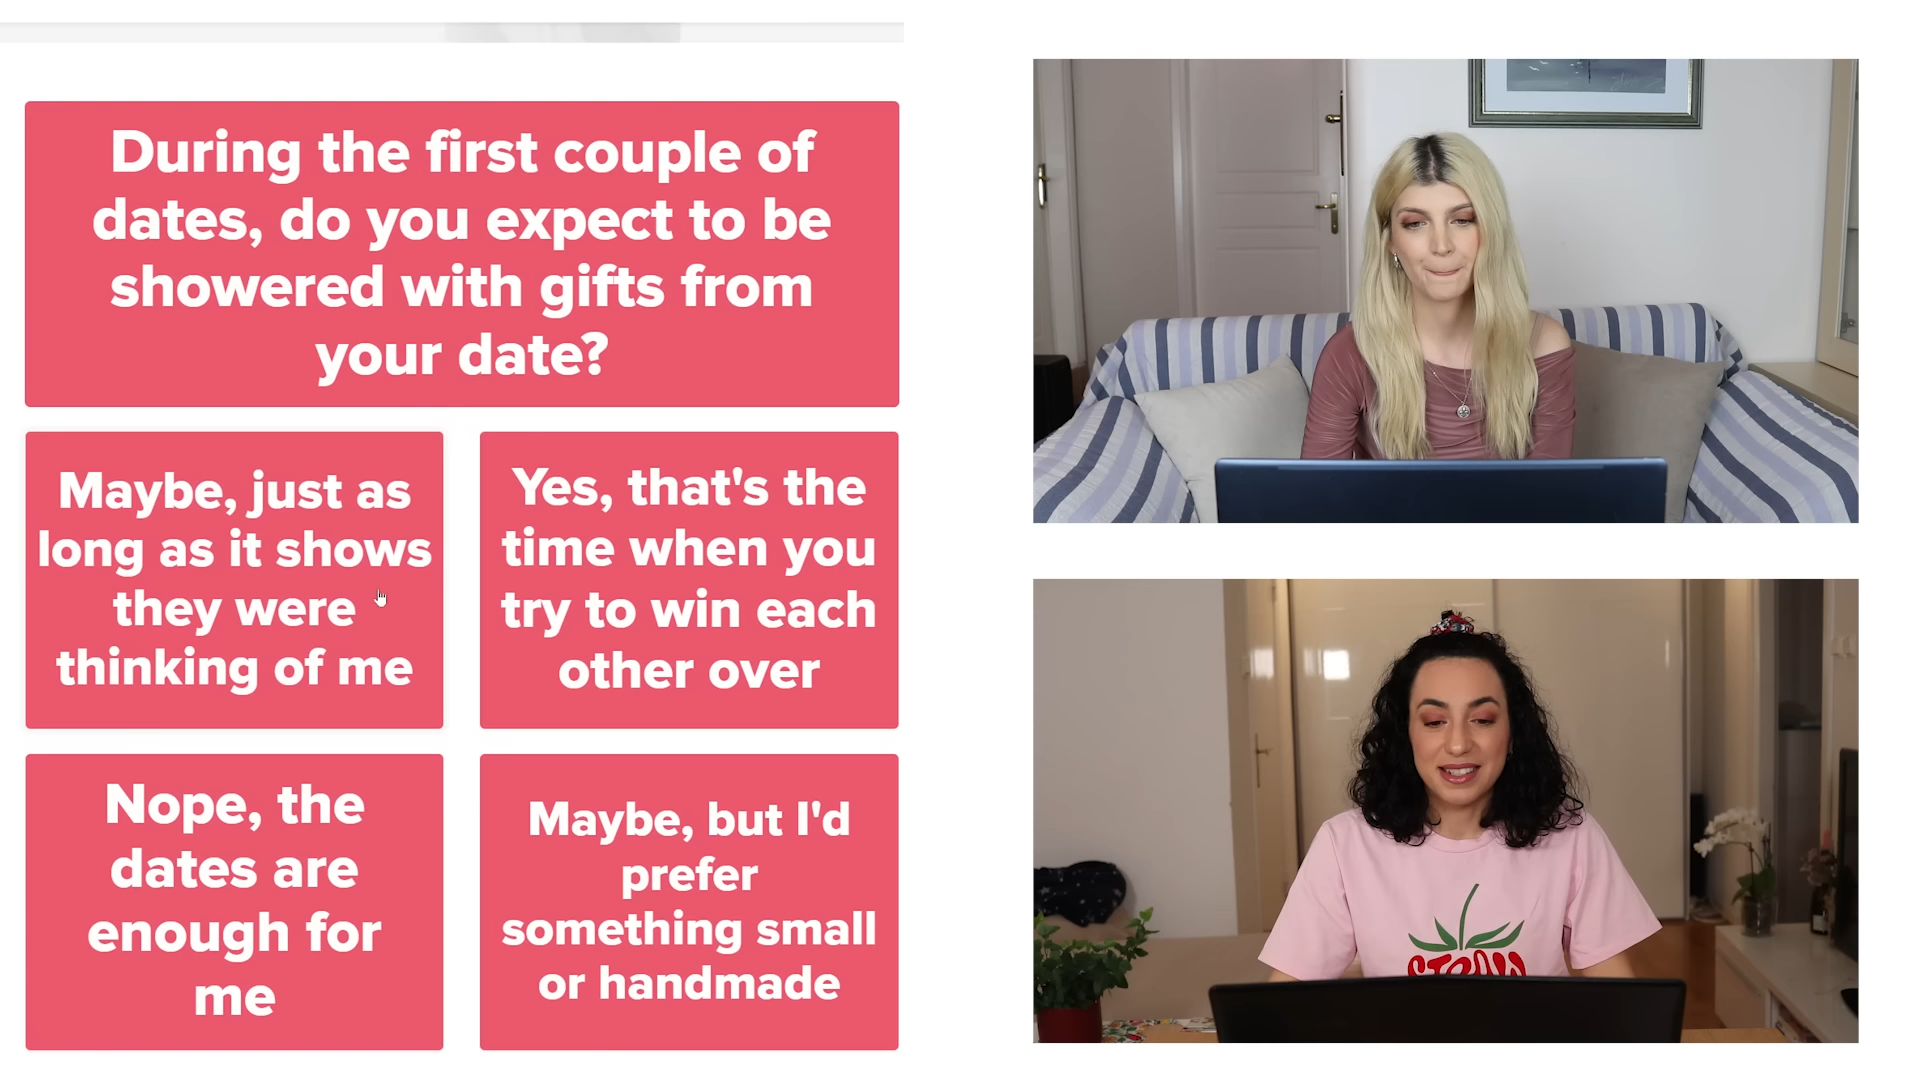 During the first couple of
dates, do you expect to be
showered with gifts from
your date?
Maybe, just as
long as it shows
they were
thinking of me
Yes, that's the
time when you
try to win each
other over
Nope, the
dates are
enough for
me
Maybe, but I'd
prefer
something small
or handmade